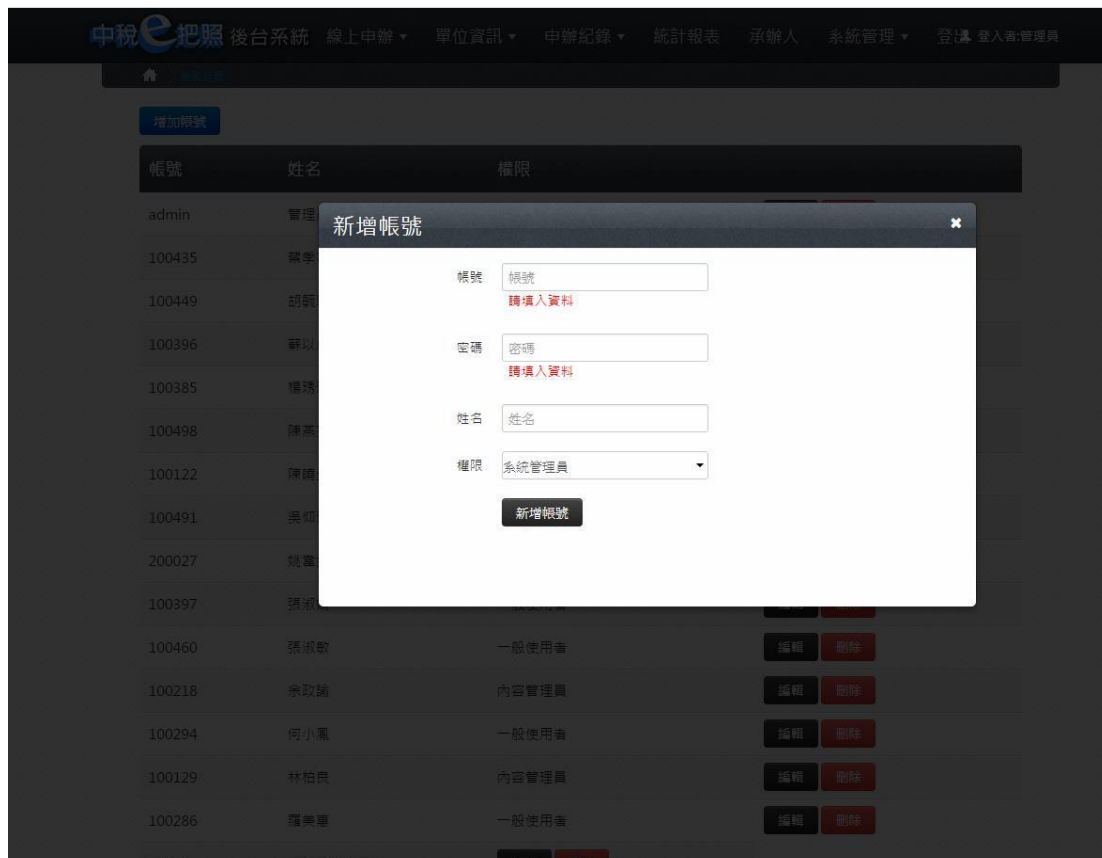 中稅e把照 後台系統 線上申辦 單位資訊 申辦紀錄 統計報表 承辦人 系統管理 登出 登入者:管理員
增加帳號
帳號 姓名 權限
admin 管理
新增帳號
100435
帳號 帳號
請填入資料
100449
100396
密碼 密碼
請填入資料
100385
100498
姓名 姓名
100122
權限 系統管理員
100491
新增帳號
200027
100397 張淑
100460 張淑敏 一般使用者 編輯 刪除
100218 余政諭 內容管理員 編輯 刪除
100294 何小鳳 一般使用者 編輯 刪除
100129 林柏良 內容管理員 編輯 刪除
100286 羅美 一般使用者 編輯 刪除